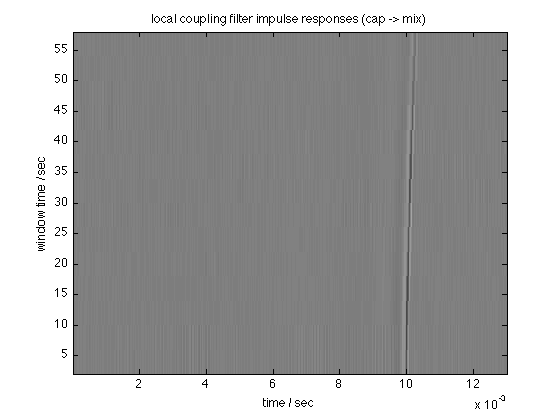 local coupling filter impulse responses (cap -> mix)
55
50
45
40
35
30
25
20
15
10
5
window time / sec
2 4 6 8 10 12
x 10^-3
time / sec